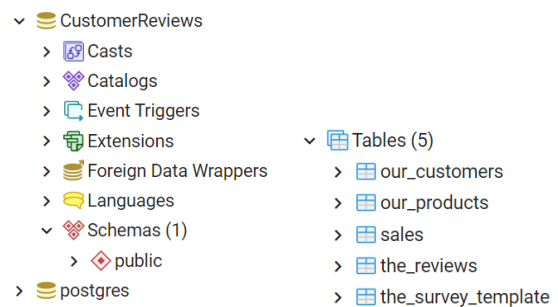 CustomerReviews
Casts
Catalogs
Event Triggers
Extensions
Foreign Data Wrappers
Languages
Schemas (1)
public
postgres
Tables (5)
our_customers
our_products
sales
the_reviews
the_survey_template